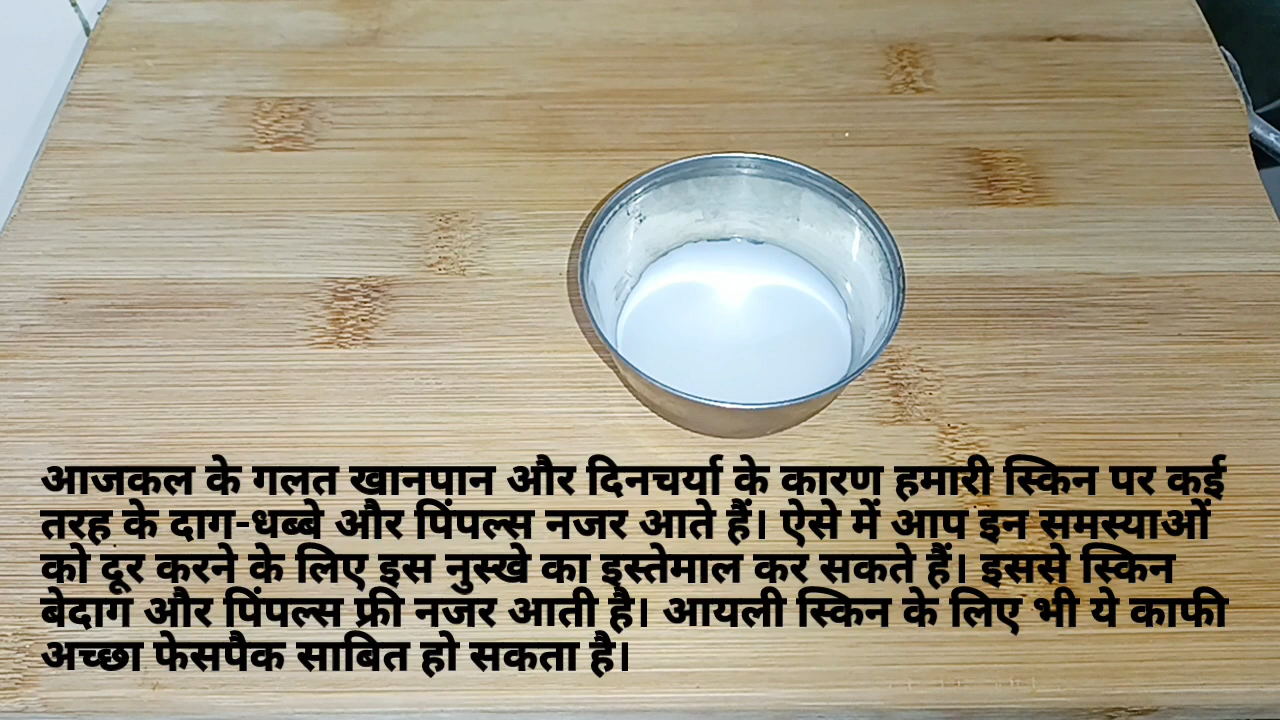 आजकल के गलत खानपान और दिनचर्या के कारण हमारी स्किन पर कई
तरह के दाग-धब्बे और पिंपल्स नजर आते हैं। ऐसे में आप इन समस्याओं
को दूर करने के लिए इस नुस्खे का इस्तेमाल कर सकते हैं। इससे स्किन
बेदाग और पिंपल्स फ्री नजर आती है। आयली स्किन के लिए भी ये काफी
अच्छा फेसपैक साबित हो सकता है।